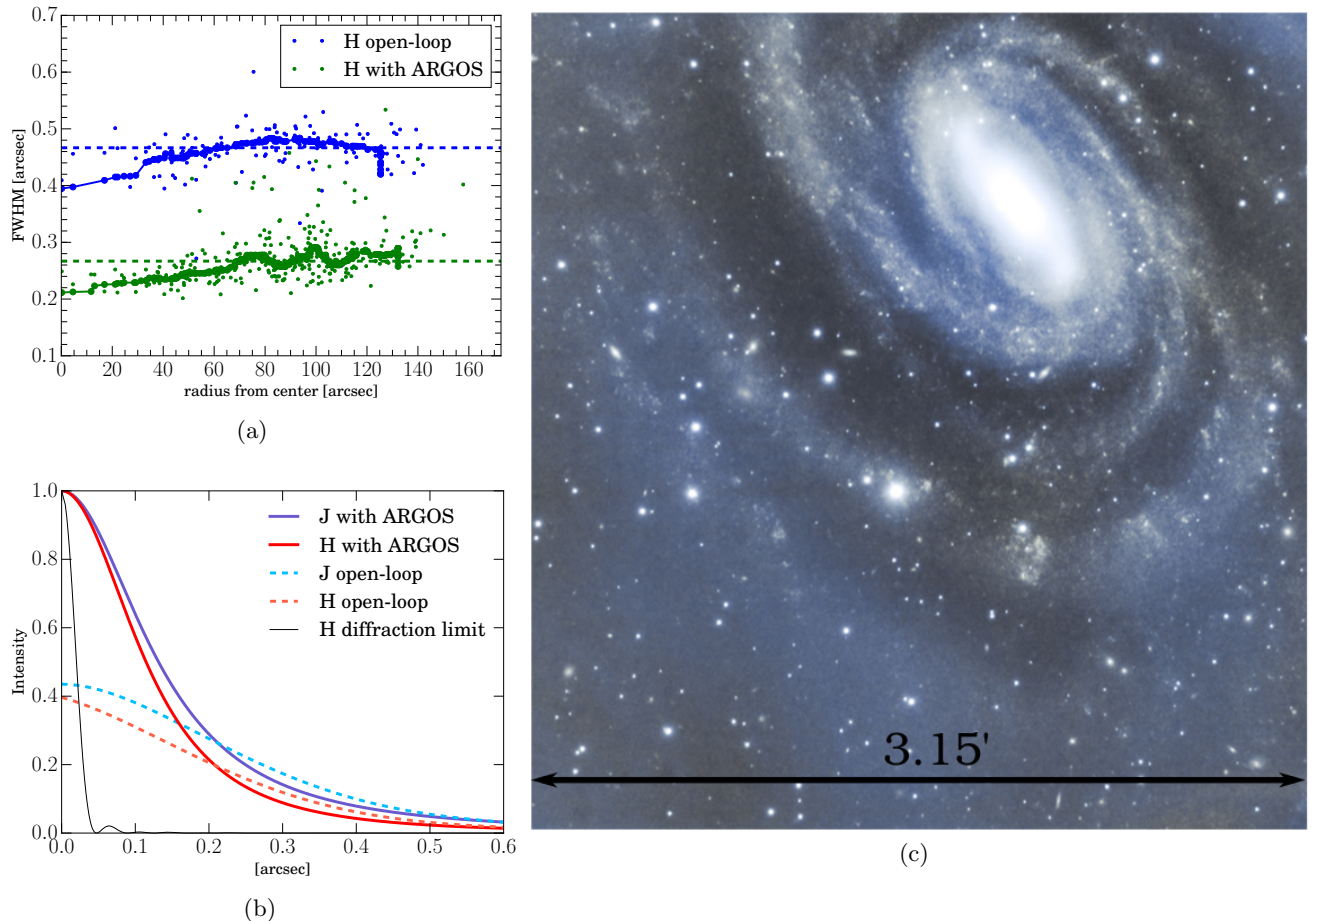 0.7
0.6
0.5
0.4
0.3
0.2
0.1
FWHM [arcsec]
H open-loop
H with ARGOS
0 20 40 60 80 100 120 140 160
radius from center [arcsec]
(a)
1.0
0.8
0.6
0.4
0.2
0.0
Intensity
J with ARGOS
H with ARGOS
J open-loop
H open-loop
H diffraction limit
0.0 0.1 0.2 0.3 0.4 0.5 0.6
[arcsec]
(b)
3.15'
(c)